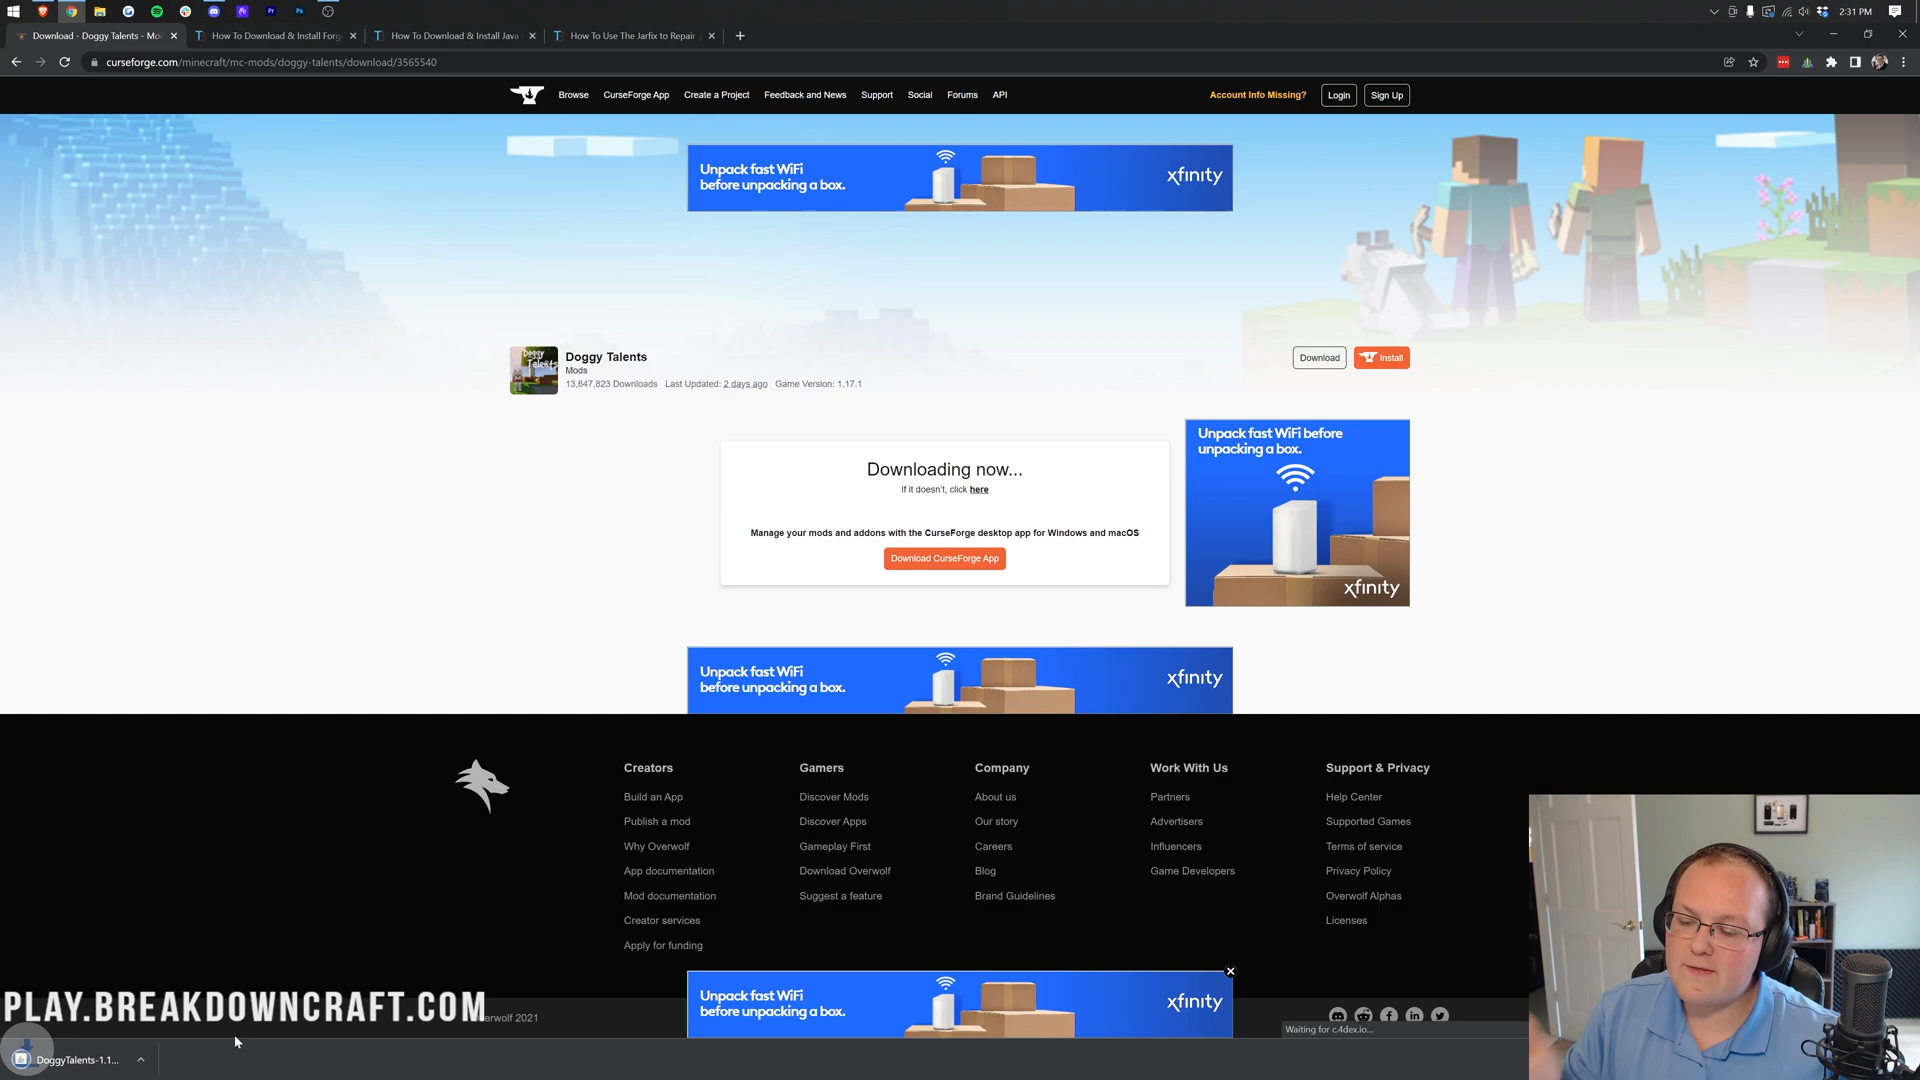 2:31 PM
Download - Doggy Talents - Mo
How To Download & Install Forg
How To Download & Install Java
How To Use The Jarfix to Repair
curseforge.com/minecraft/mc-mods/doggy-talents/download/3565540
Browse
CurseForge App
Create a Project
Feedback and News
Support
Social
Forums
API
Account Info Missing?
Login
Sign Up
Unpack fast WiFi
before unpacking a box.
xfinity
Doggy Talents
Doggy Talents
Mods
13,647,823 Downloads Last Updated: 2 days ago Game Version: 1.17.1
Download
Install
Downloading now...
If it doesn't, click here
Manage your mods and addons with the CurseForge desktop app for Windows and macOS
Download CurseForge App
Unpack fast WiFi before
unpacking a box.
xfinity
Unpack fast WiFi
before unpacking a box.
xfinity
Creators
Build an App
Publish a mod
Why Overwolf
App documentation
Mod documentation
Creator services
Apply for funding
Gamers
Discover Mods
Discover Apps
Gameplay First
Download Overwolf
Suggest a feature
Company
About us
Our story
Careers
Blog
Brand Guidelines
Work With Us
Partners
Advertisers
Influencers
Game Developers
Support & Privacy
Help Center
Supported Games
Terms of service
Privacy Policy
Overwolf Alphas
Licenses
Unpack fast WiFi
before unpacking a box.
xfinity
PLAY.BREAKDOWNCRAFT.COM
erwolf 2021
Waiting for c.4dex.io...
DoggyTalents-1.1....